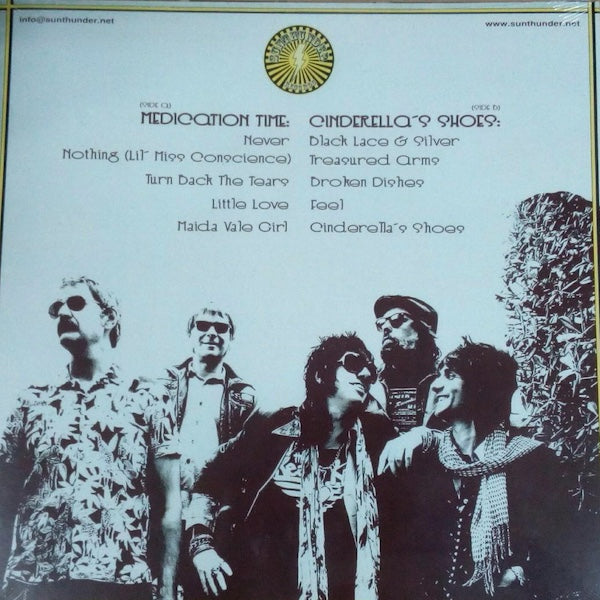 info@sunthunder.net
www.sunthunder.net
SUNTHUNDER
(SIDE A)
MEDICATION TIME:
Never
Nothing (Lil' Miss Conscience)
Turn Back The Tears
Little Love
Maida Vale Girl
(SIDE B)
CINDERELLA'S SHOES:
Black Lace & Silver
Treasured Arms
Broken Dishes
Feel
Cinderella's Shoes